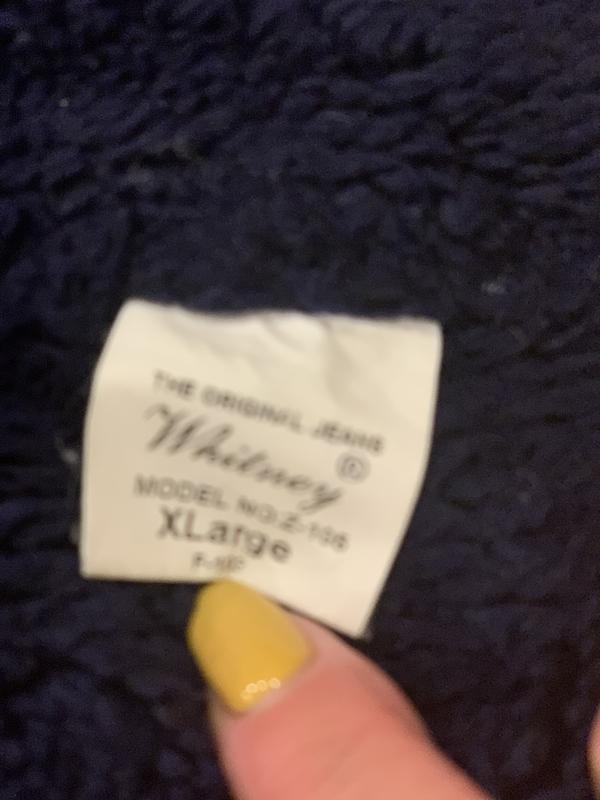 THE ORIGINAL JEANS
Whitney
©
MODEL NO.Z-106
XLarge